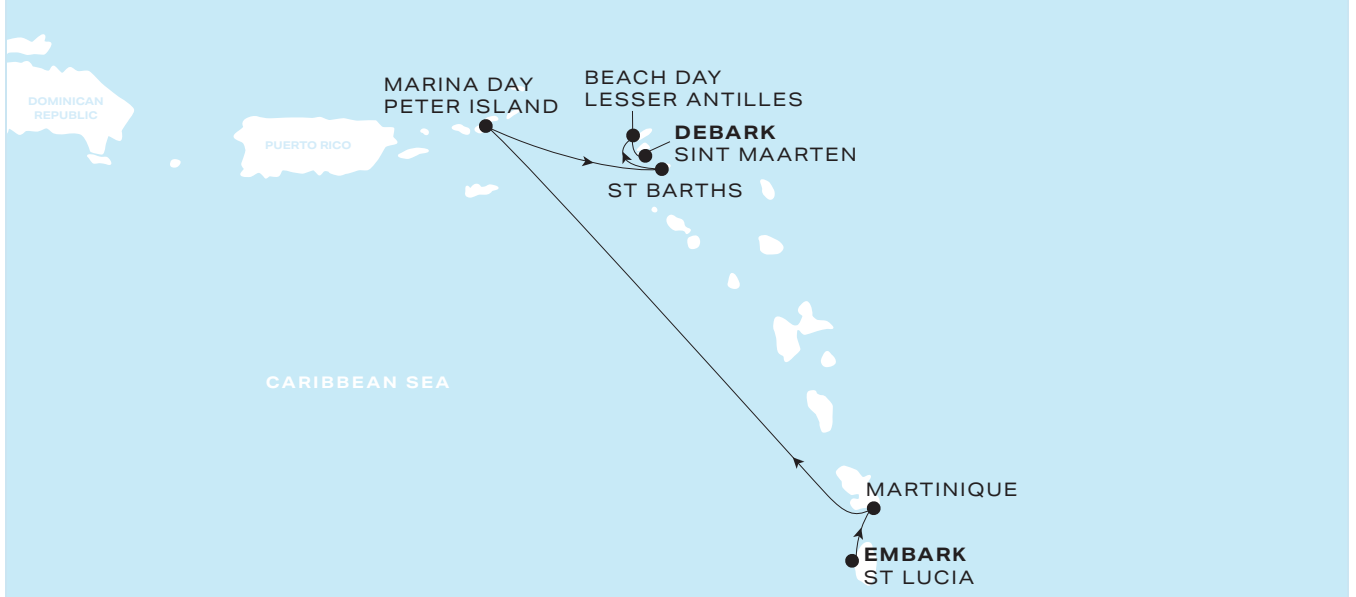 MARINA DAY
PETER ISLAND
BEACH DAY
LESSER ANTILLES
DOMINICAN
REPUBLIC
PUERTO RICO
DEBARK
SINT MAARTEN
ST BARTHS
CARIBBEAN SEA
MARTINIQUE
EMBARK
ST LUCIA